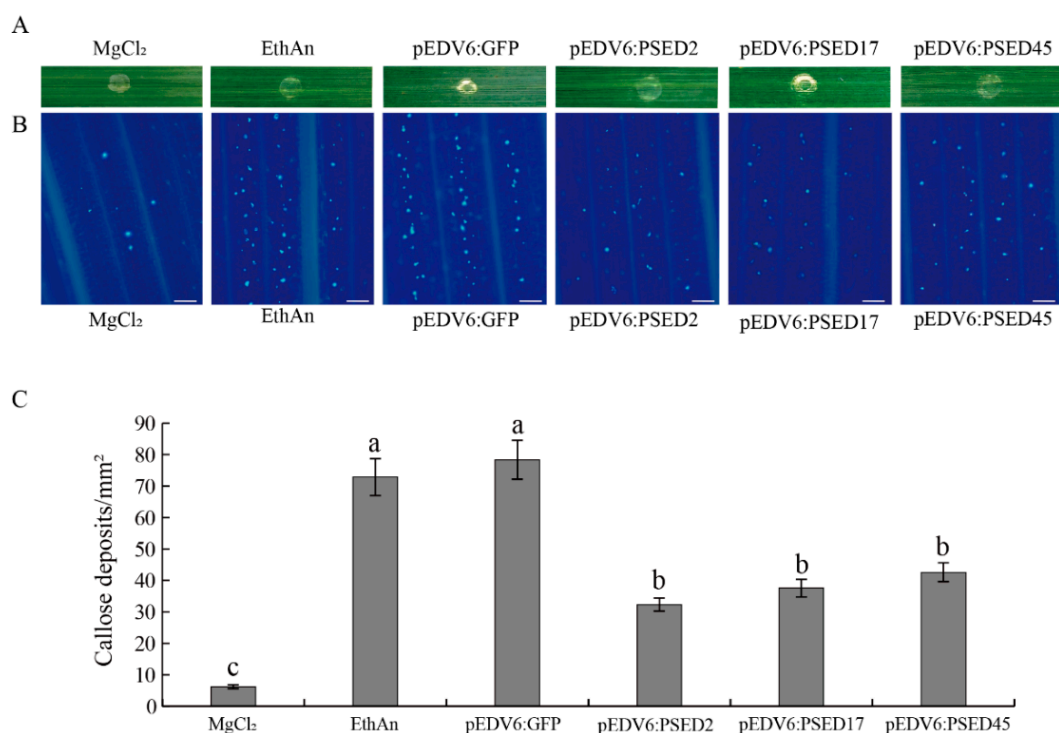 A
MgCl₂ EthAn pEDV6:GFP pEDV6:PSED2 pEDV6:PSED17 pEDV6:PSED45
B
MgCl₂ EthAn pEDV6:GFP pEDV6:PSED2 pEDV6:PSED17 pEDV6:PSED45
C
Callose deposits/mm²
90
80
70
60
50
40
30
20
10
0
c a a b b b
MgCl₂ EthAn pEDV6:GFP pEDV6:PSED2 pEDV6:PSED17 pEDV6:PSED45